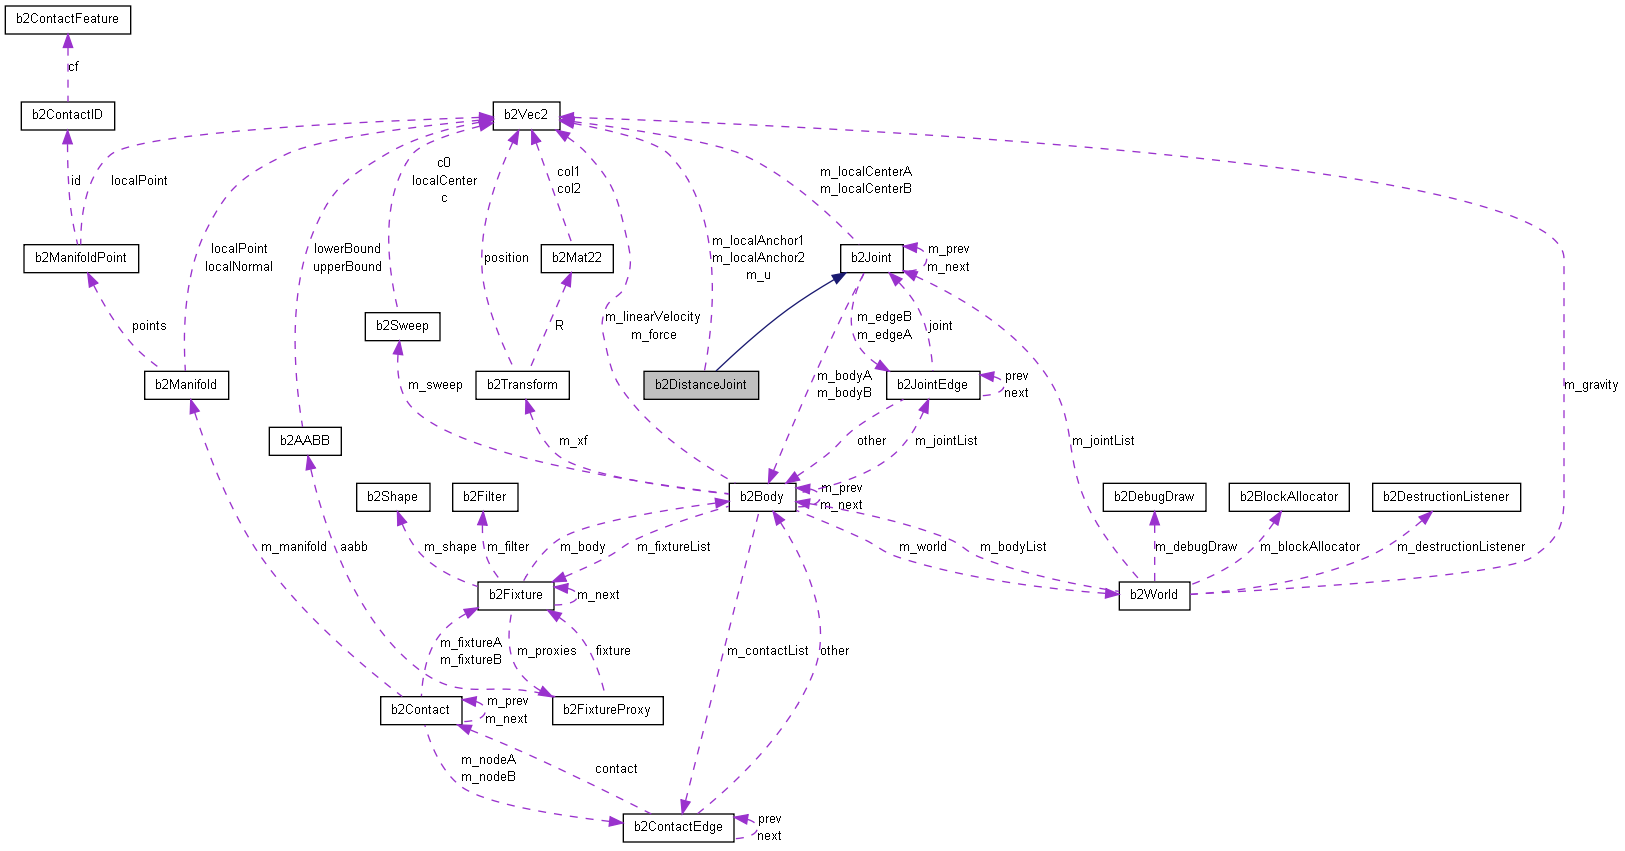 b2ContactFeature
cf
b2ContactID
b2Vec2
c0
localCenter
c
col1
col2
m_localCenterA
m_localCenterB
id
localPoint
b2ManifoldPoint
localPoint
localNormal
lowerBound
upperBound
position
b2Mat22
m_localAnchor1
m_localAnchor2
m_u
b2Joint
m_prev
m_next
points
b2Sweep
R
m_linearVelocity
m_force
m_edgeB
m_edgeA
joint
b2Manifold
m_sweep
b2Transform
b2DistanceJoint
m_bodyA
m_bodyB
b2JointEdge
prev
next
m_gravity
b2AABB
m_xf
other
m_jointList
m_jointList
b2Shape
b2Filter
b2Body
m_prev
m_next
b2DebugDraw
b2BlockAllocator
b2DestructionListener
m_manifold
aabb
m_shape
m_filter
m_body
m_fixtureList
m_world
m_bodyList
m_debugDraw
m_blockAllocator
m_destructionListener
b2Fixture
m_next
b2World
m_fixtureA
m_fixtureB
m_proxies
fixture
m_contactList
other
b2Contact
m_prev
m_next
b2FixtureProxy
m_nodeA
m_nodeB
contact
b2ContactEdge
prev
next